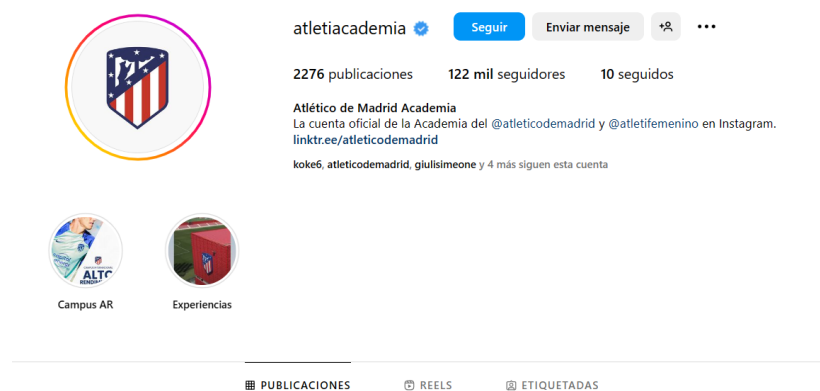 atletiacademia
Seguir
Enviar mensaje
2276 publicaciones 122 mil seguidores 10 seguidos
Atlético de Madrid Academia
La cuenta oficial de la Academia del @atleticodemadrid y @atletifemenino en Instagram.
linktr.ee/atleticodemadrid
koke6, atleticodemadrid, giulisimeone y 4 más siguen esta cuenta
ALTO
Campus AR
Experiencias
PUBLICACIONES
REELS
ETIQUETADAS